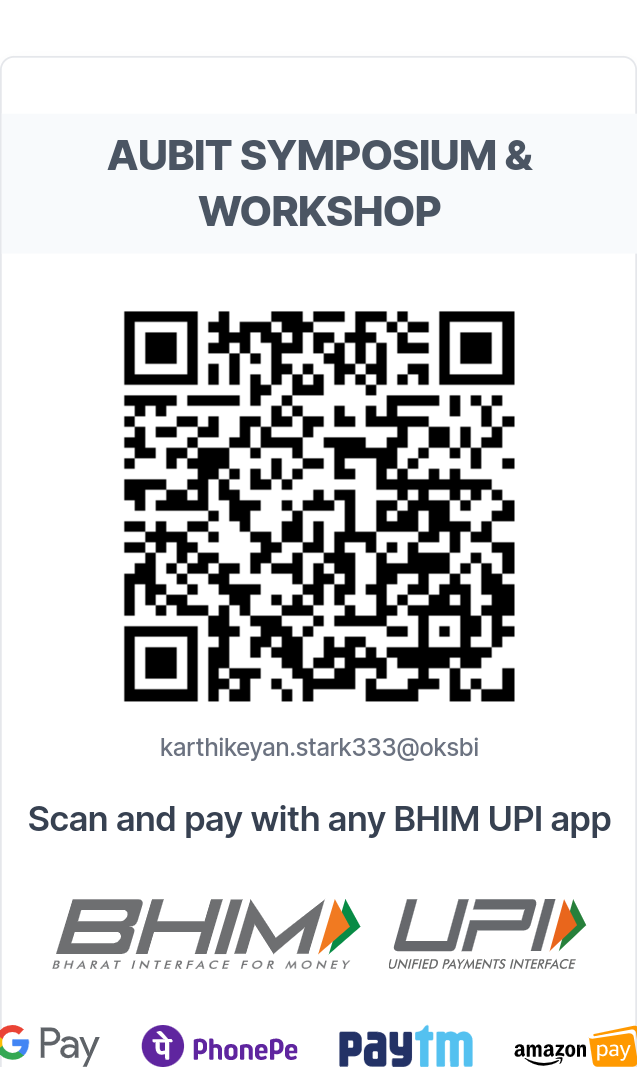 AUBIT SYMPOSIUM &
WORKSHOP
karthikeyan.stark333@oksbi
Scan and pay with any BHIM UPI app
BHIM UPI
BHARAT INTERFACE FOR MONEY UNIFIED PAYMENTS INTERFACE
G Pay पे PhonePe paytm amazon pay